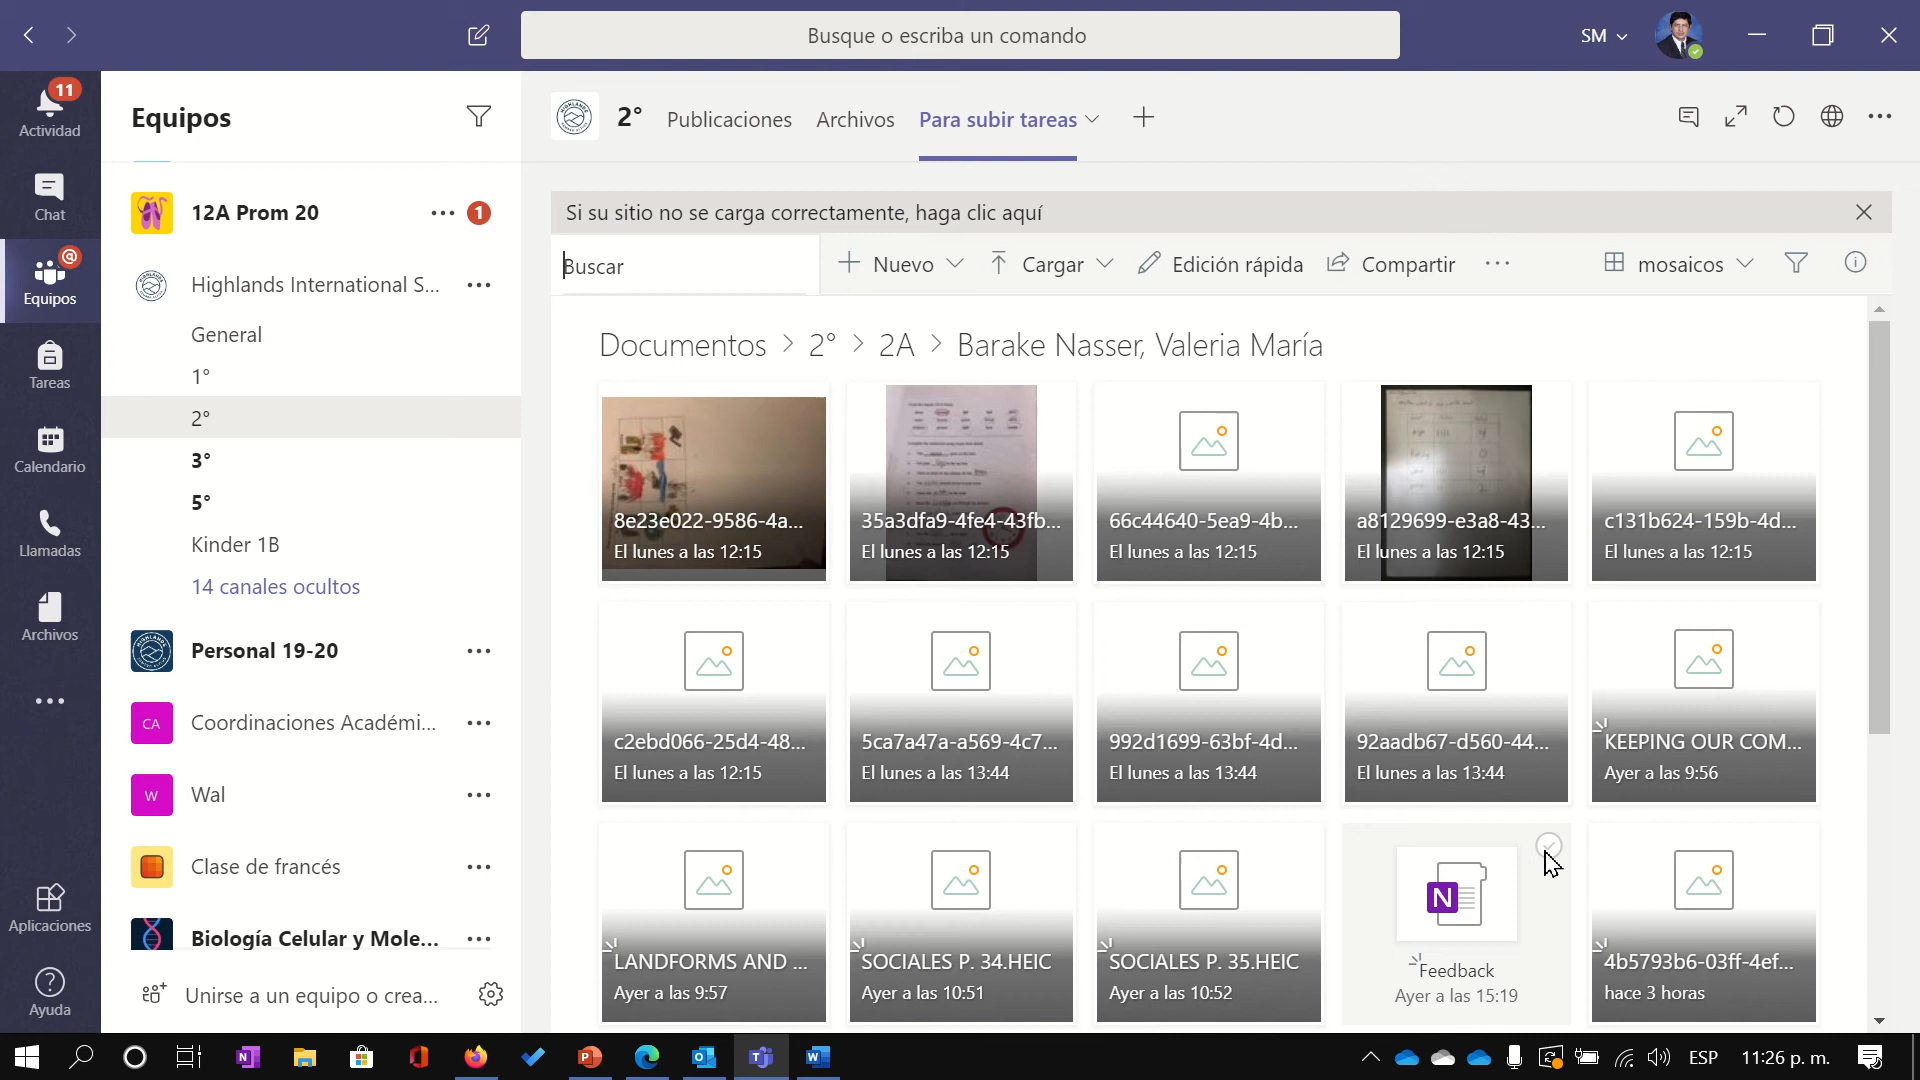 Busque o escriba un comando
SM
11
Actividad
Chat
@
Equipos
Tareas
Calendario
Llamadas
Archivos
Aplicaciones
Ayuda
Equipos
12A Prom 20
1
Highlands International S...
General
1°
2°
3°
5°
Kinder 1B
14 canales ocultos
Personal 19-20
CA
Coordinaciones Académi...
W
Wal
Clase de francés
Biología Celular y Mole...
Unirse a un equipo o crea...
2°
Publicaciones
Archivos
Para subir tareas
Si su sitio no se carga correctamente, haga clic aquí
Buscar
Nuevo
Cargar
Edición rápida
Compartir
mosaicos
Documentos > 2° > 2A > Barake Nasser, Valeria María
8e23e022-9586-4a...
El lunes a las 12:15
35a3dfa9-4fe4-43fb...
El lunes a las 12:15
66c44640-5ea9-4b...
El lunes a las 12:15
a8129699-e3a8-43...
El lunes a las 12:15
c131b624-159b-4d...
El lunes a las 12:15
c2ebd066-25d4-48...
El lunes a las 12:15
5ca7a47a-a569-4c7...
El lunes a las 13:44
992d1699-63bf-4d...
El lunes a las 13:44
92aadb67-d560-44...
El lunes a las 13:44
KEEPING OUR COM...
Ayer a las 9:56
LANDFORMS AND ...
Ayer a las 9:57
SOCIALES P. 34.HEIC
Ayer a las 10:51
SOCIALES P. 35.HEIC
Ayer a las 10:52
N
Feedback
Ayer a las 15:19
4b5793b6-03ff-4ef...
hace 3 horas
ESP
11:26 p. m.